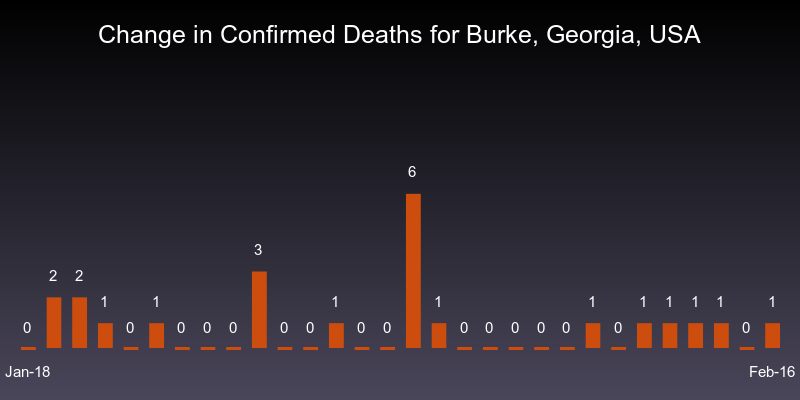 Change in Confirmed Deaths for Burke, Georgia, USA
6
3
2 2
1 1 1 1 1 1 1 1 1 1
0 0 0 0 0 0 0 0 0 0 0 0 0 0 0 0
Jan-18 Feb-16